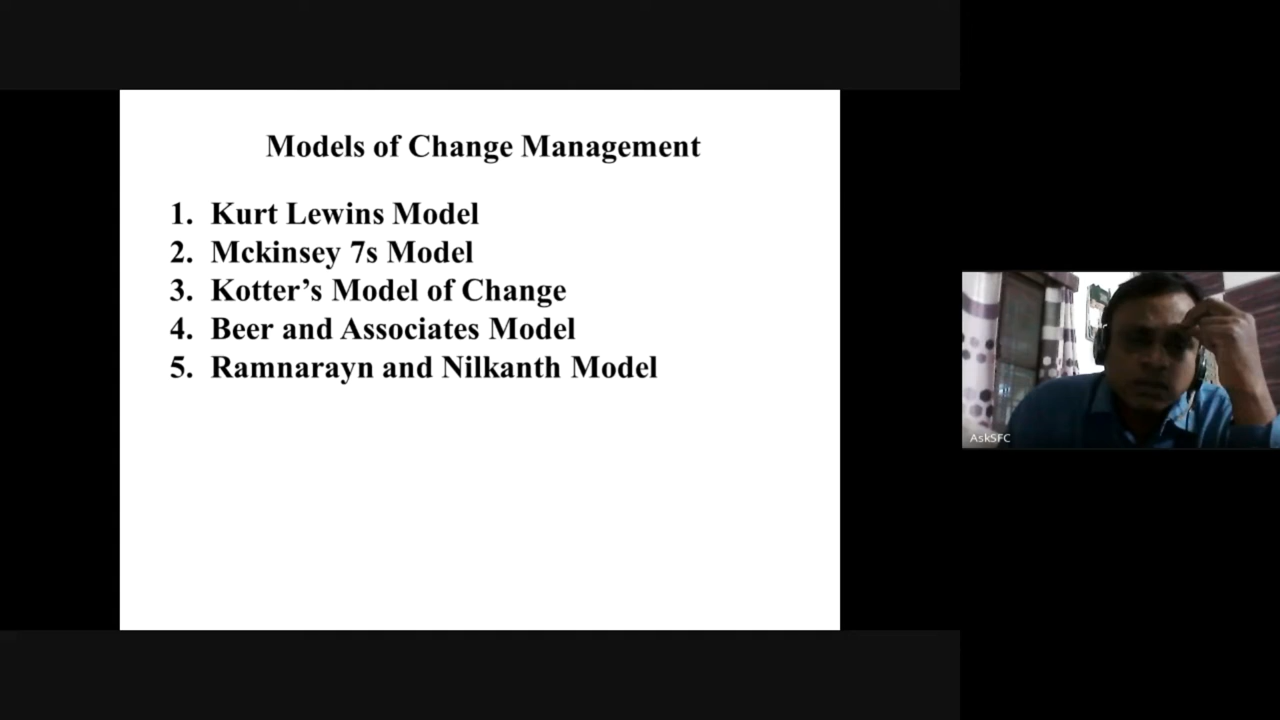 Models of Change Management
1. Kurt Lewins Model
2. Mckinsey 7s Model
3. Kotter’s Model of Change
4. Beer and Associates Model
5. Ramnarayn and Nilkanth Model
AskSFC